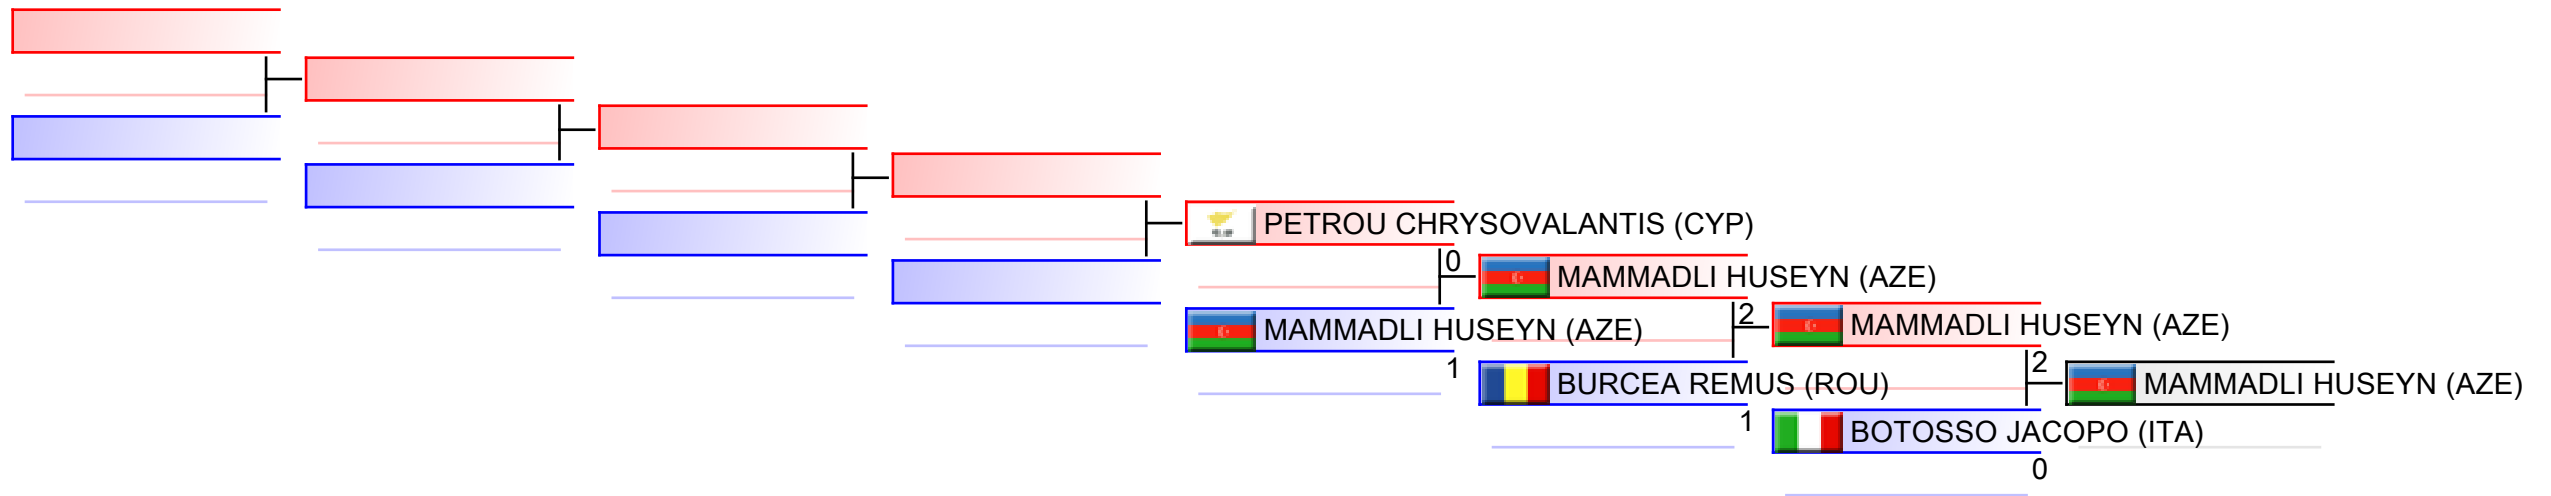 PETROU CHRYSOVALANTIS (CYP)
0
MAMMADLI HUSEYN (AZE)
MAMMADLI HUSEYN (AZE)
1
2
MAMMADLI HUSEYN (AZE)
BURCEA REMUS (ROU)
1
2
MAMMADLI HUSEYN (AZE)
BOTOSSO JACOPO (ITA)
0